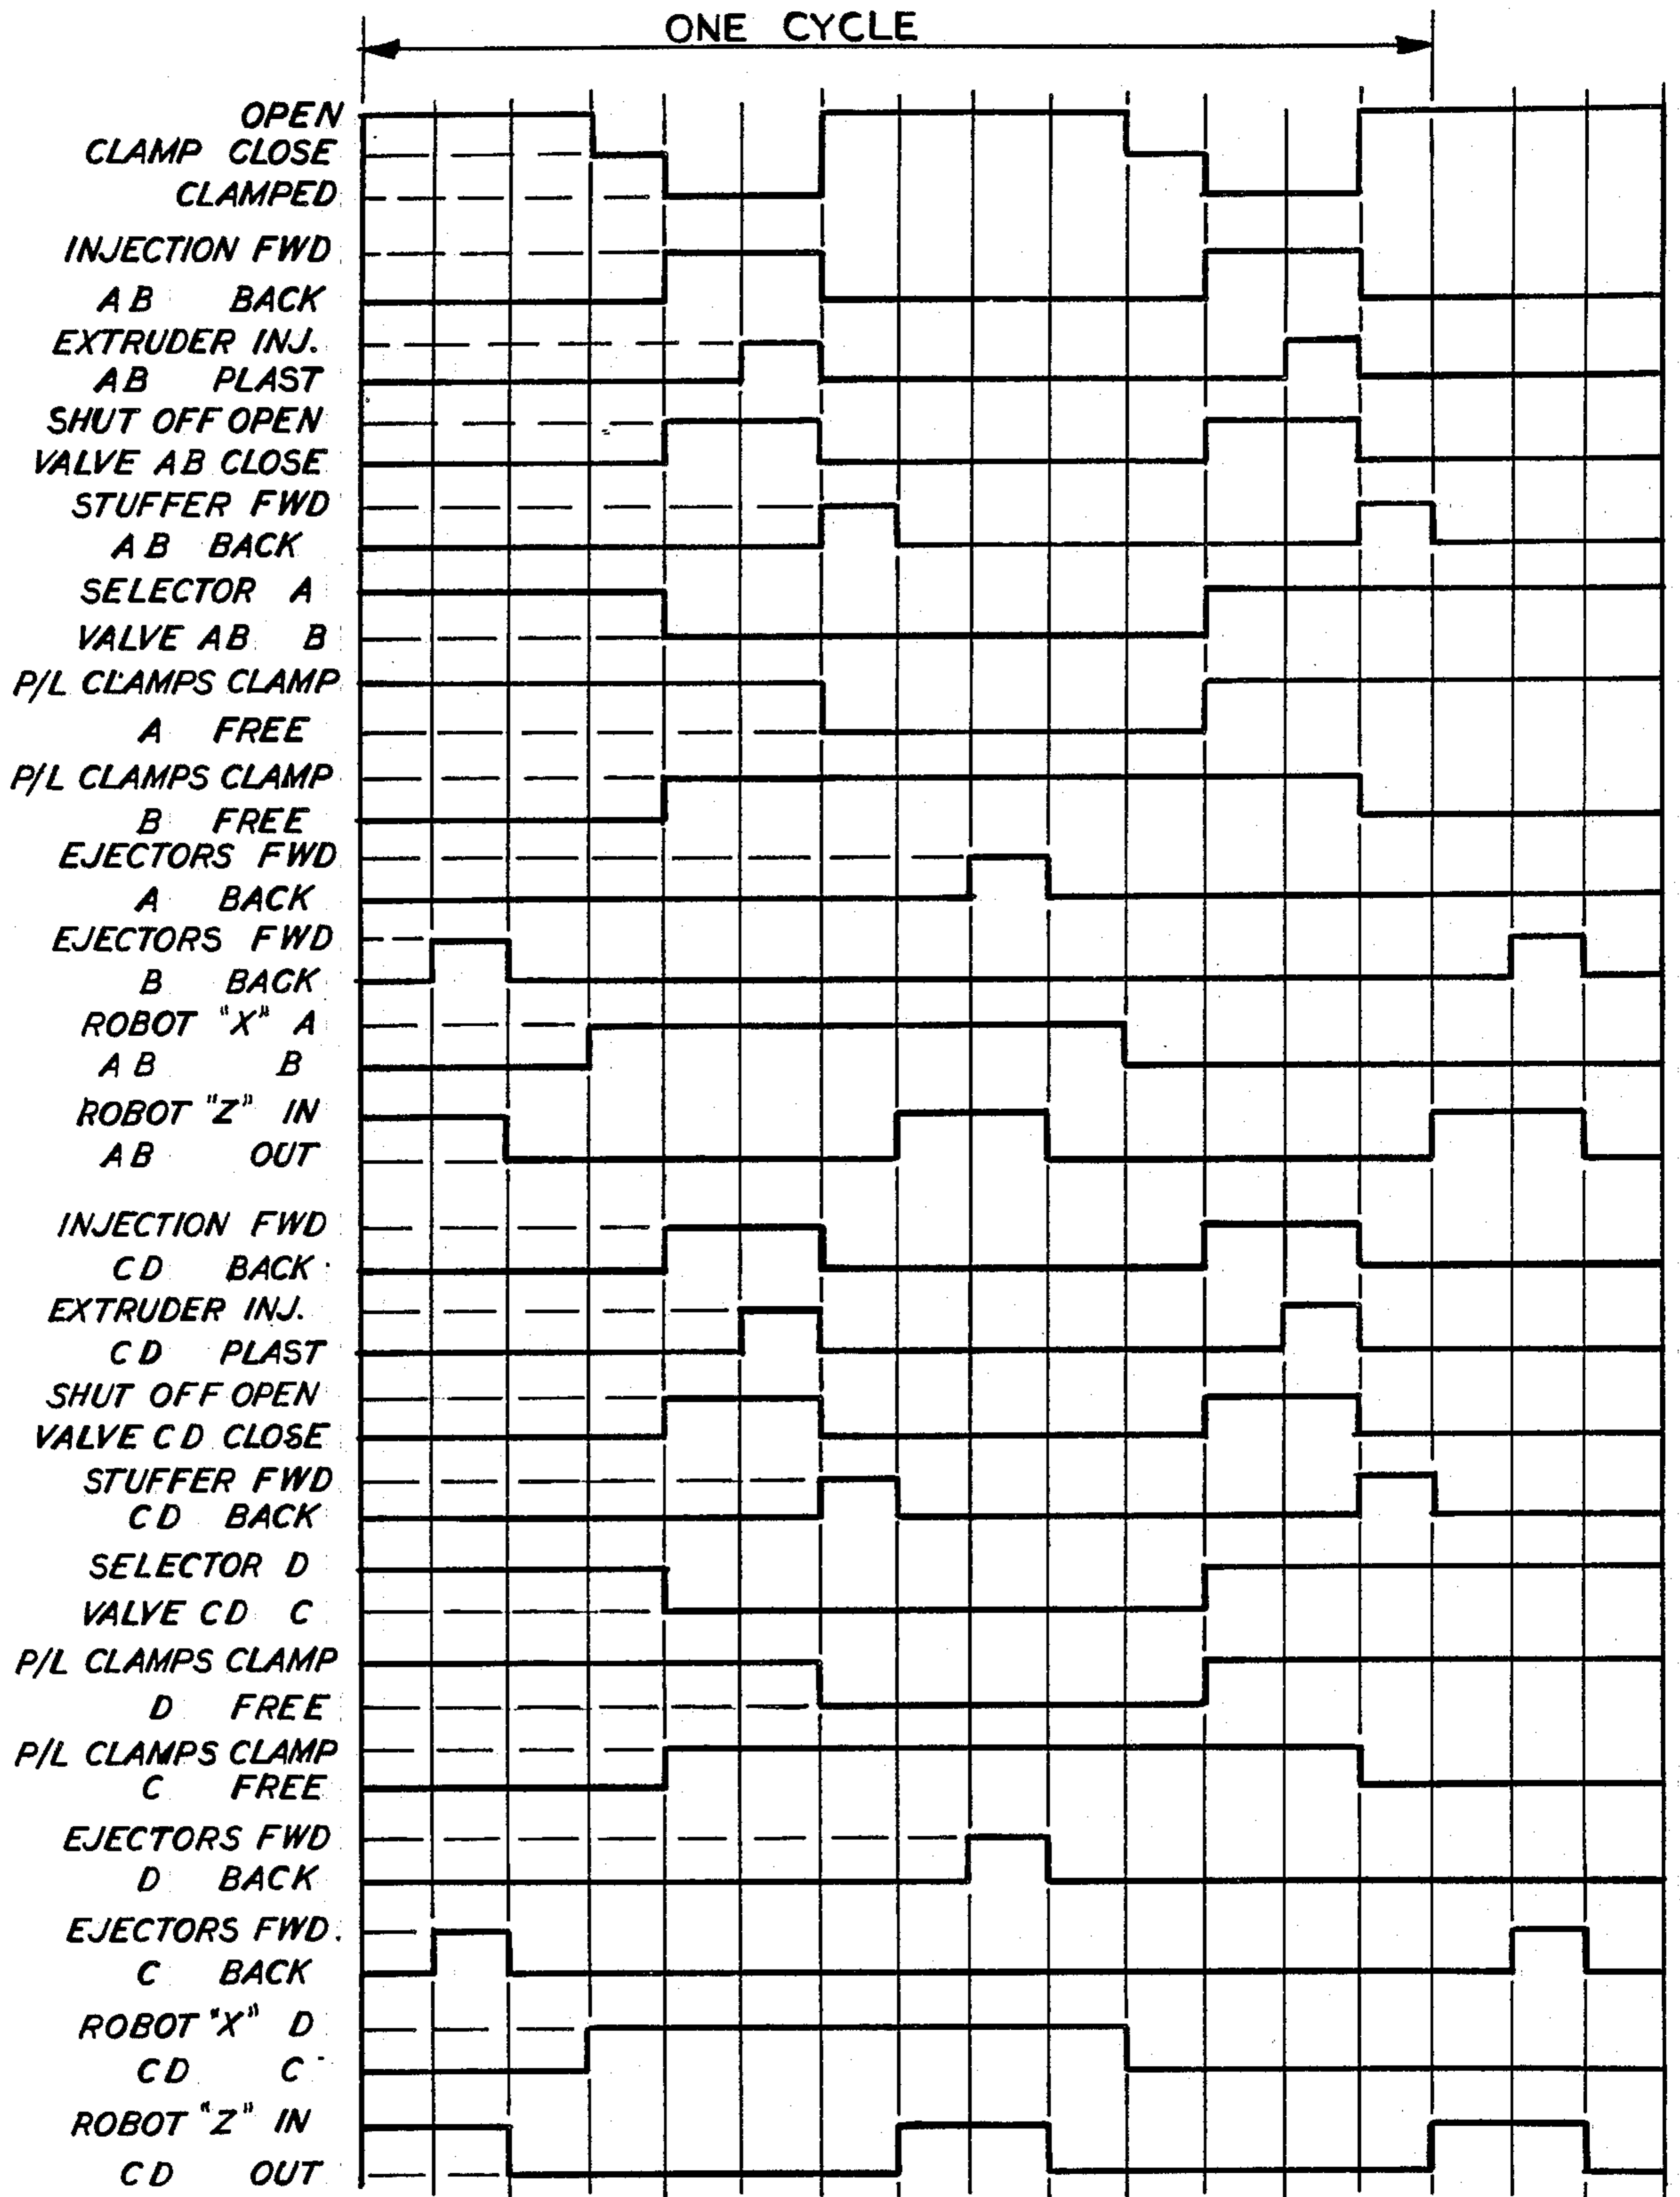 ONE CYCLE
OPEN
CLAMP CLOSE
CLAMPED
INJECTION FWD
AB BACK
EXTRUDER INJ.
AB PLAST
SHUT OFF OPEN
VALVE AB CLOSE
STUFFER FWD
AB BACK
SELECTOR A
VALVE AB B
P/L CLAMPS CLAMP
A FREE
P/L CLAMPS CLAMP
B FREE
EJECTORS FWD
A BACK
EJECTORS FWD
B BACK
ROBOT "X" A
AB B
ROBOT "Z" IN
AB OUT
INJECTION FWD
CD BACK
EXTRUDER INJ.
CD PLAST
SHUT OFF OPEN
VALVE CD CLOSE
STUFFER FWD
CD BACK
SELECTOR D
VALVE CD C
P/L CLAMPS CLAMP
D FREE
P/L CLAMPS CLAMP
C FREE
EJECTORS FWD
D BACK
EJECTORS FWD.
C BACK
ROBOT "X" D
CD C
ROBOT "Z" IN
CD OUT